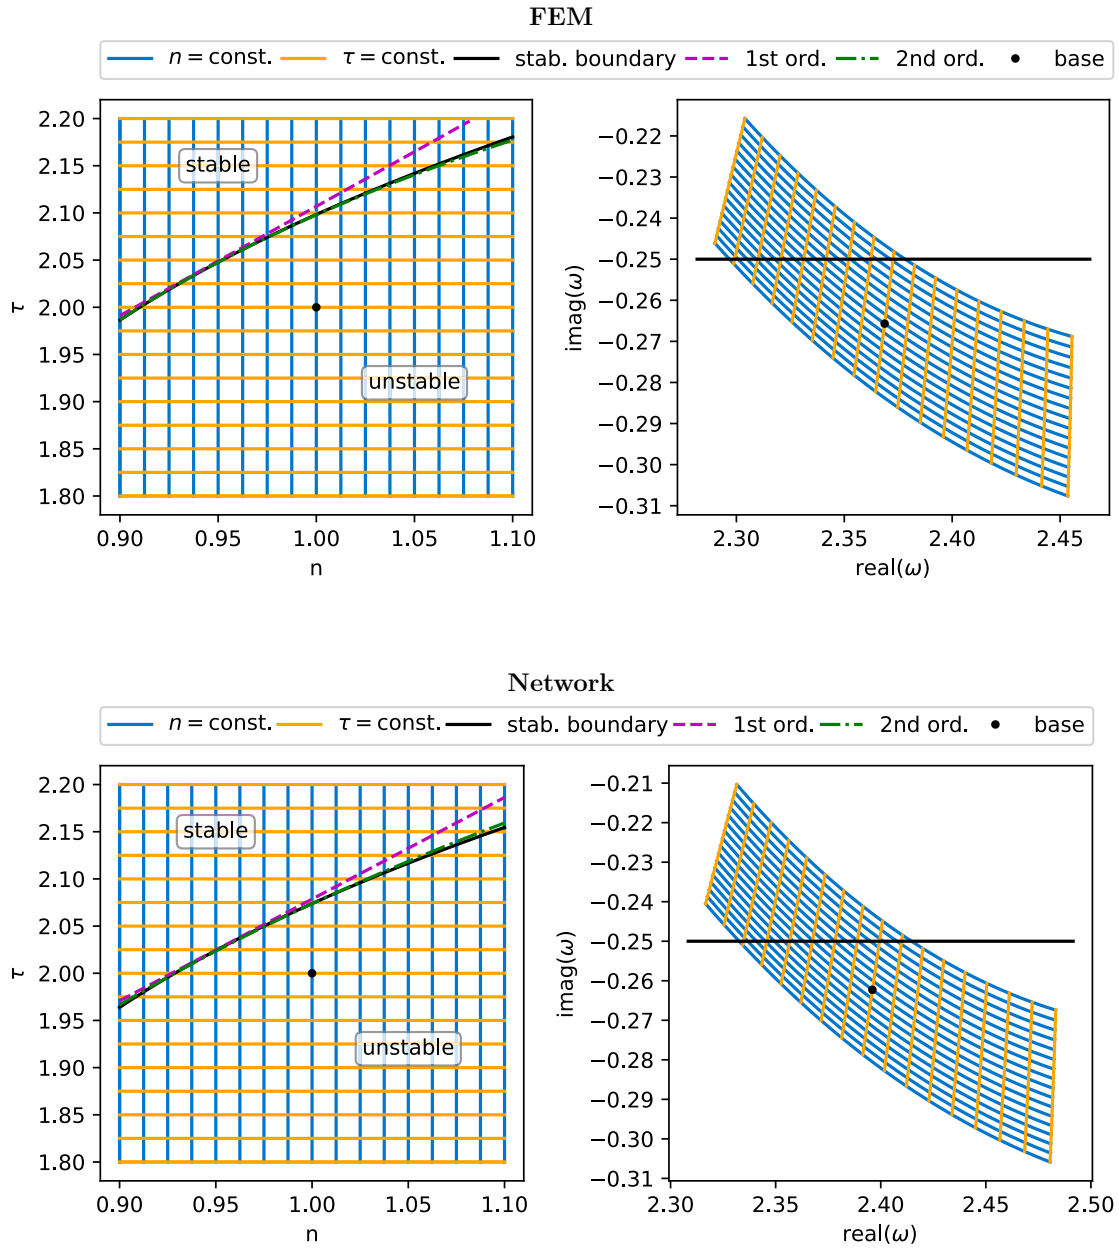 FEM
n = const. τ = const. stab. boundary 1st ord. 2nd ord. base
2.20
2.15
2.10
2.05
2.00
1.95
1.90
1.85
1.80
τ
stable
unstable
0.90 0.95 1.00 1.05 1.10
n
−0.22
−0.23
−0.24
−0.25
−0.26
−0.27
−0.28
−0.29
−0.30
−0.31
imag(ω)
2.30 2.35 2.40 2.45
real(ω)
Network
n = const. τ = const. stab. boundary 1st ord. 2nd ord. base
2.20
2.15
2.10
2.05
2.00
1.95
1.90
1.85
1.80
τ
stable
unstable
0.90 0.95 1.00 1.05 1.10
n
−0.21
−0.22
−0.23
−0.24
−0.25
−0.26
−0.27
−0.28
−0.29
−0.30
−0.31
imag(ω)
2.30 2.35 2.40 2.45 2.50
real(ω)